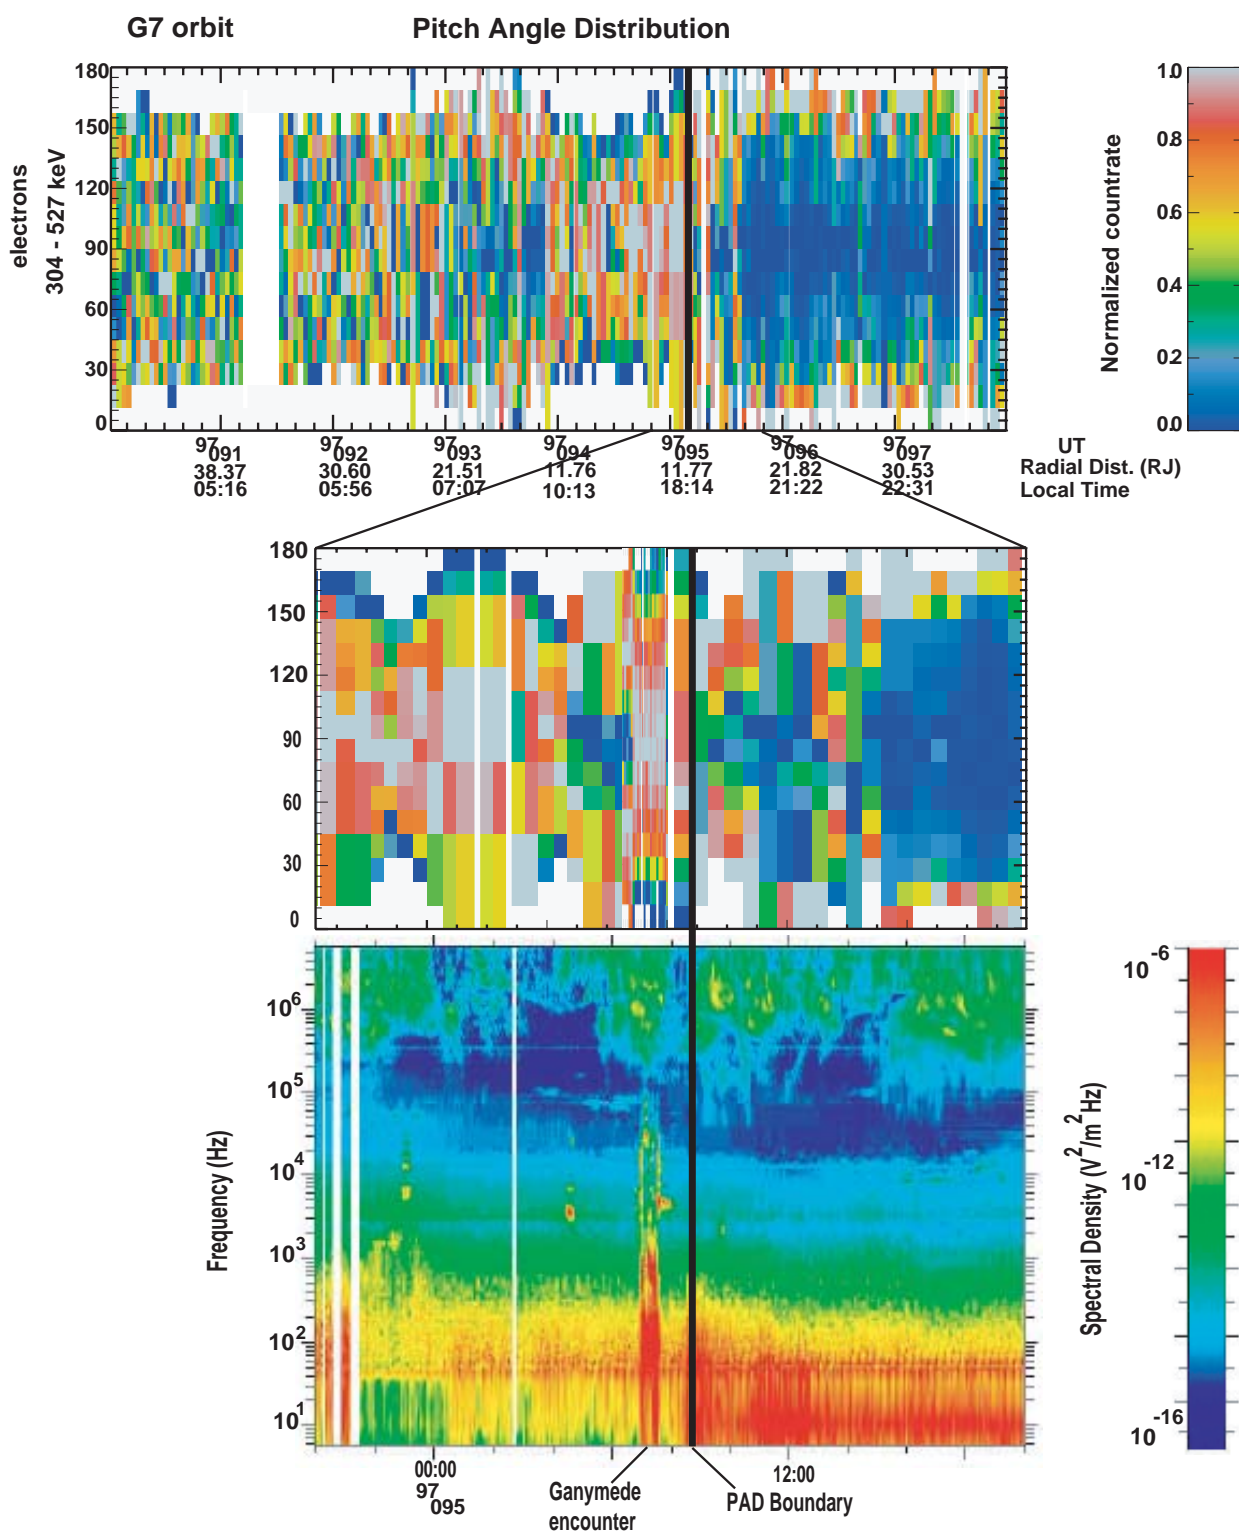 G7 orbit Pitch Angle Distribution
electrons
304 - 527 keV
180
150
120
90
60
30
0
Normalized countrate
1.0
0.8
0.6
0.4
0.2
0.0
97 091 97 092 97 093 97 094 97 095 97 096 97 097 UT
38.37 30.60 21.51 11.76 11.77 21.82 30.53 Radial Dist. (RJ)
05:16 05:56 07:07 10:13 18:14 21:22 22:31 Local Time
180
150
120
90
60
30
0
Frequency (Hz)
10^6
10^5
10^4
10^3
10^2
10^1
Spectral Density (V^2/m^2 Hz)
10^-6
10^-12
10^-16
00:00 12:00
97 095
Ganymede
encounter
PAD Boundary